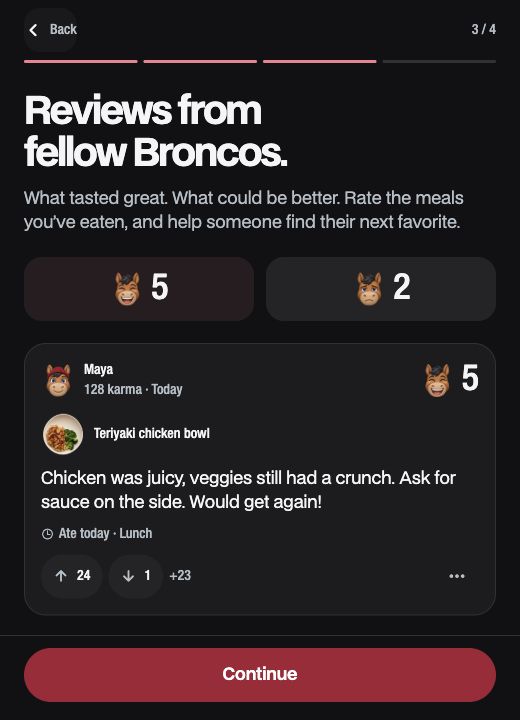 Back
3 / 4
Reviews from
fellow Broncos.
What tasted great. What could be better. Rate the meals
you've eaten, and help someone find their next favorite.
5
2
Maya
128 karma · Today
5
Teriyaki chicken bowl
Chicken was juicy, veggies still had a crunch. Ask for
sauce on the side. Would get again!
Ate today · Lunch
24
1
+23
Continue